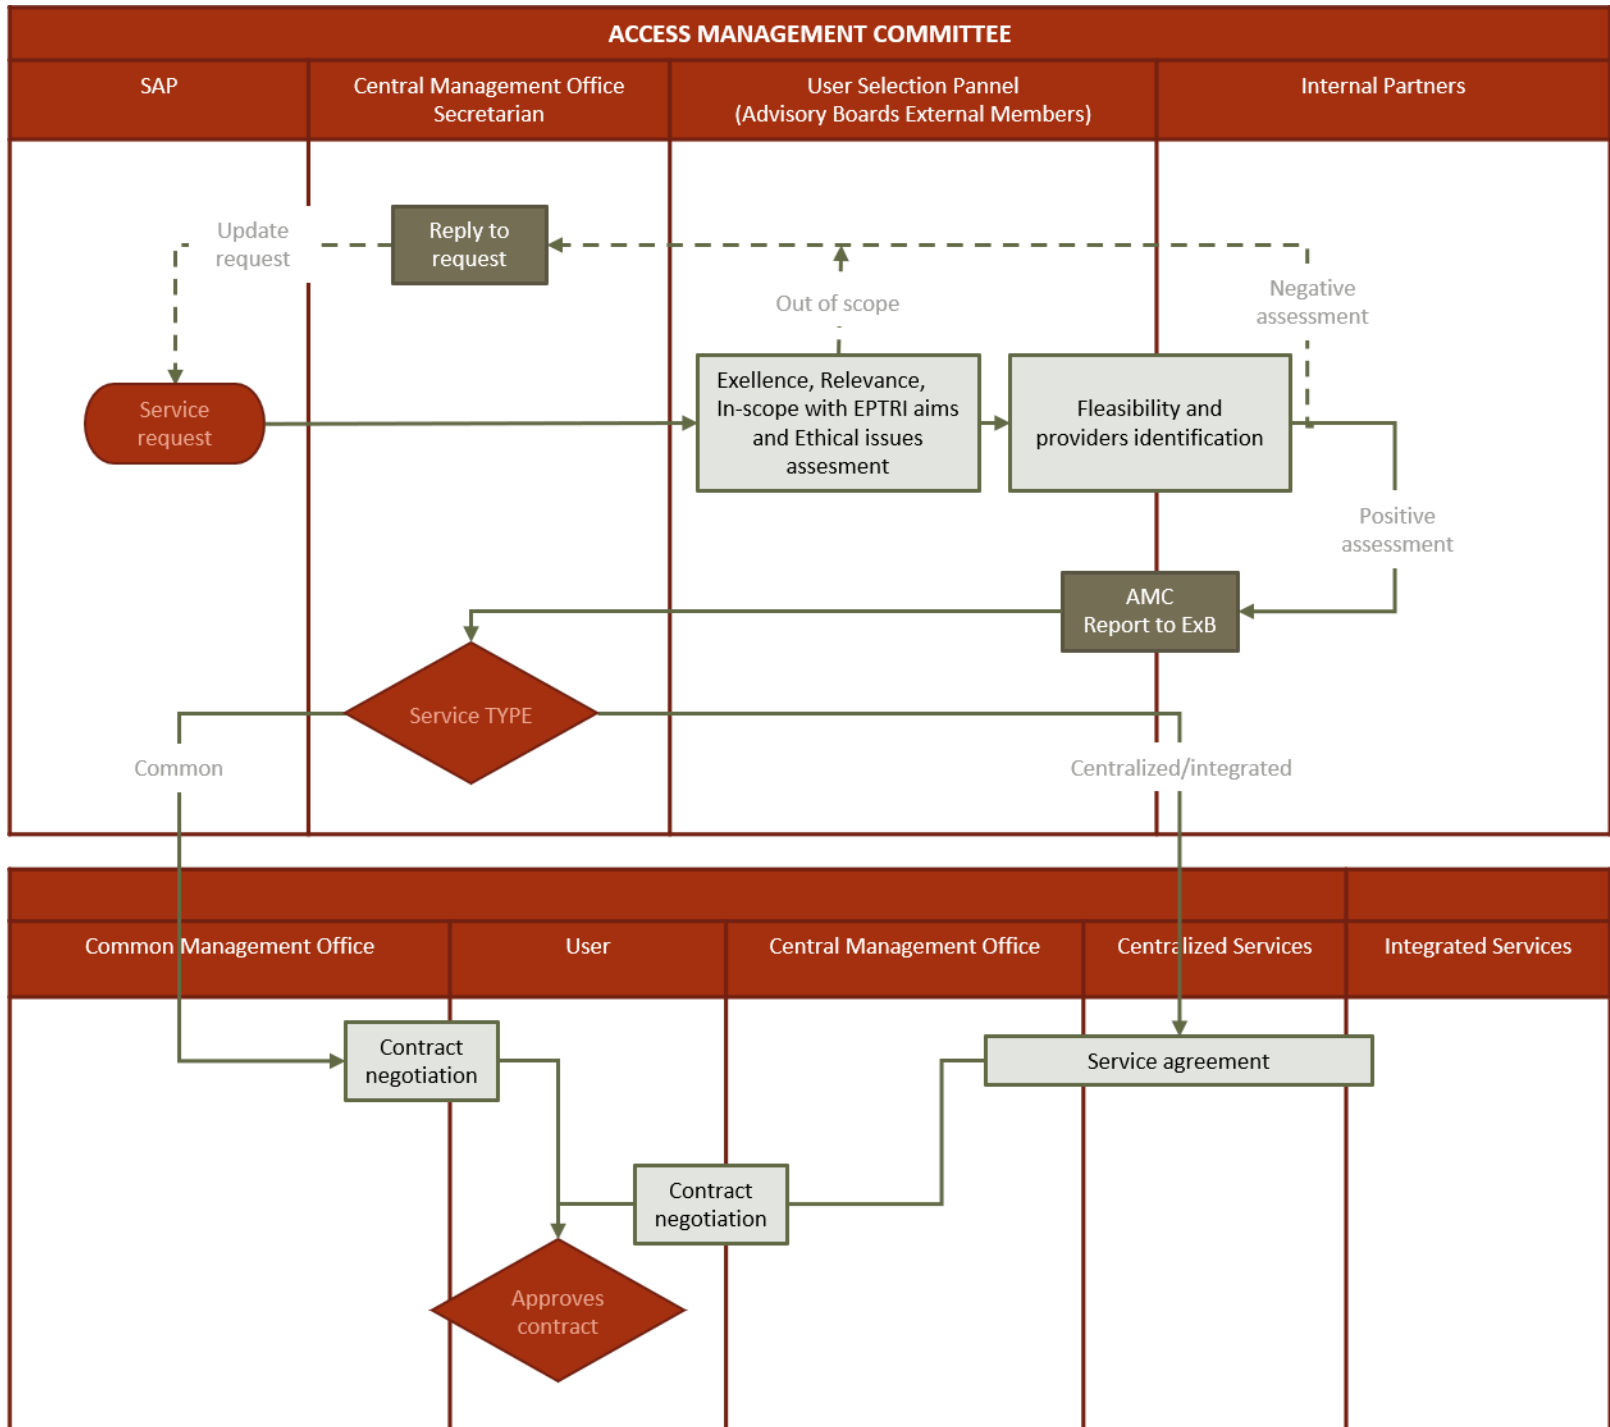 ACCESS MANAGEMENT COMMITTEE
SAP
Central Management Office
Secretarian
User Selection Pannel
(Advisory Boards External Members)
Internal Partners
Update
request
Reply to
request
Out of scope
-
Negative
assessment
Service
request
Exellence, Relevance,
In-scope with EPTRI aims
and Ethical issues
assesment
Fleasibility and
providers identification
Positive
assessment
AMC
Report to ExB
Service TYPE
Common
Centralized/integrated
Common Management Office
User
Central Management Office
Centralized Services
Integrated Services
Contract
negotiation
Service agreement
Contract
negotiation
Approves
contract